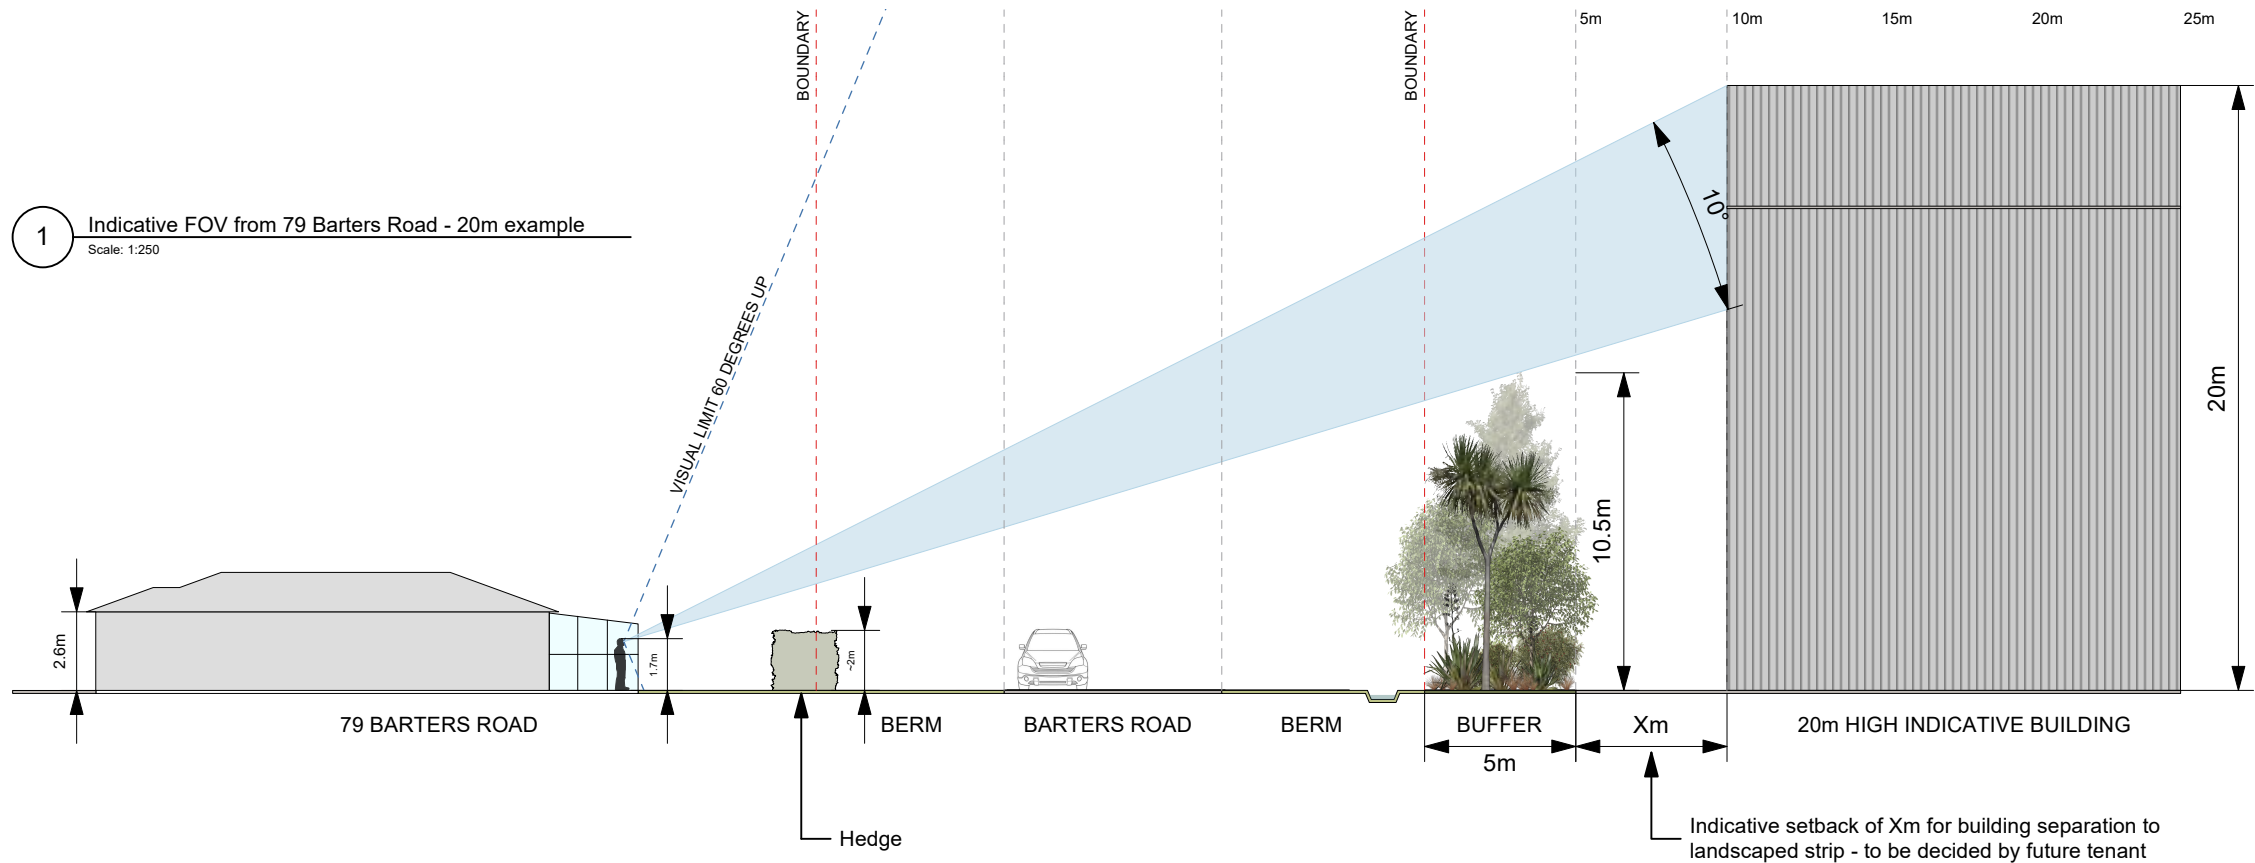 BOUNDARY
BOUNDARY
5m
10m
15m
20m
25m
1
Indicative FOV from 79 Barters Road - 20m example
Scale: 1:250
VISUAL LIMIT 60 DEGREES UP
10°
20m
10.5m
2.6m
1.7m
~2m
79 BARTERS ROAD
BERM
BARTERS ROAD
BERM
BUFFER
Xm
20m HIGH INDICATIVE BUILDING
5m
Hedge
Indicative setback of Xm for building separation to
landscaped strip - to be decided by future tenant